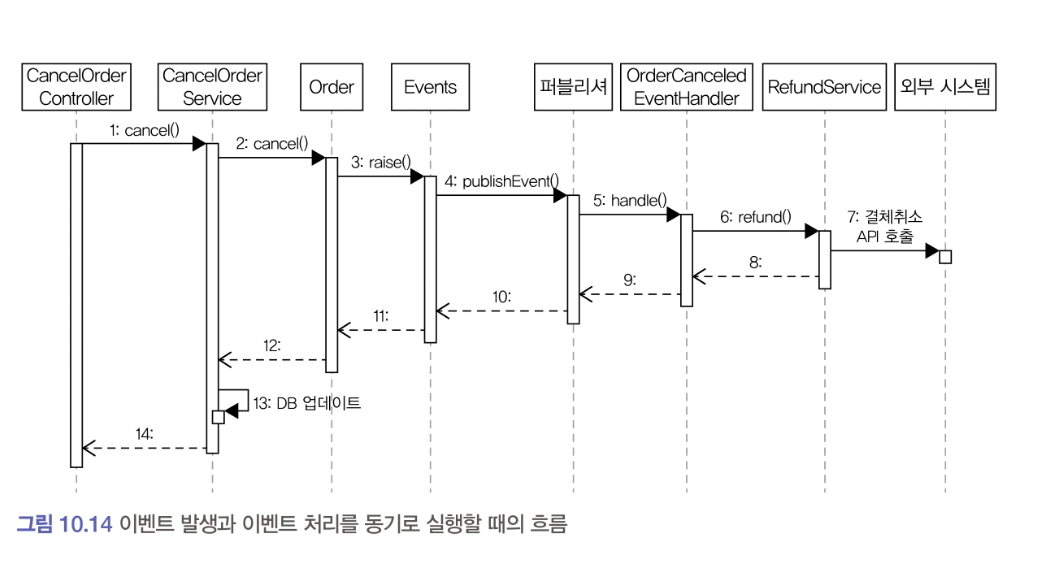 CancelOrder
Controller
CancelOrder
Service
Order
Events
퍼블리셔
OrderCanceled
EventHandler
RefundService
외부 시스템
1: cancel()
2: cancel()
3: raise()
4: publishEvent()
5: handle()
6: refund()
7: 결체취소
API 호출
8:
9:
10:
11:
12:
13: DB 업데이트
14:
그림 10.14 이벤트 발생과 이벤트 처리를 동기로 실행할 때의 흐름